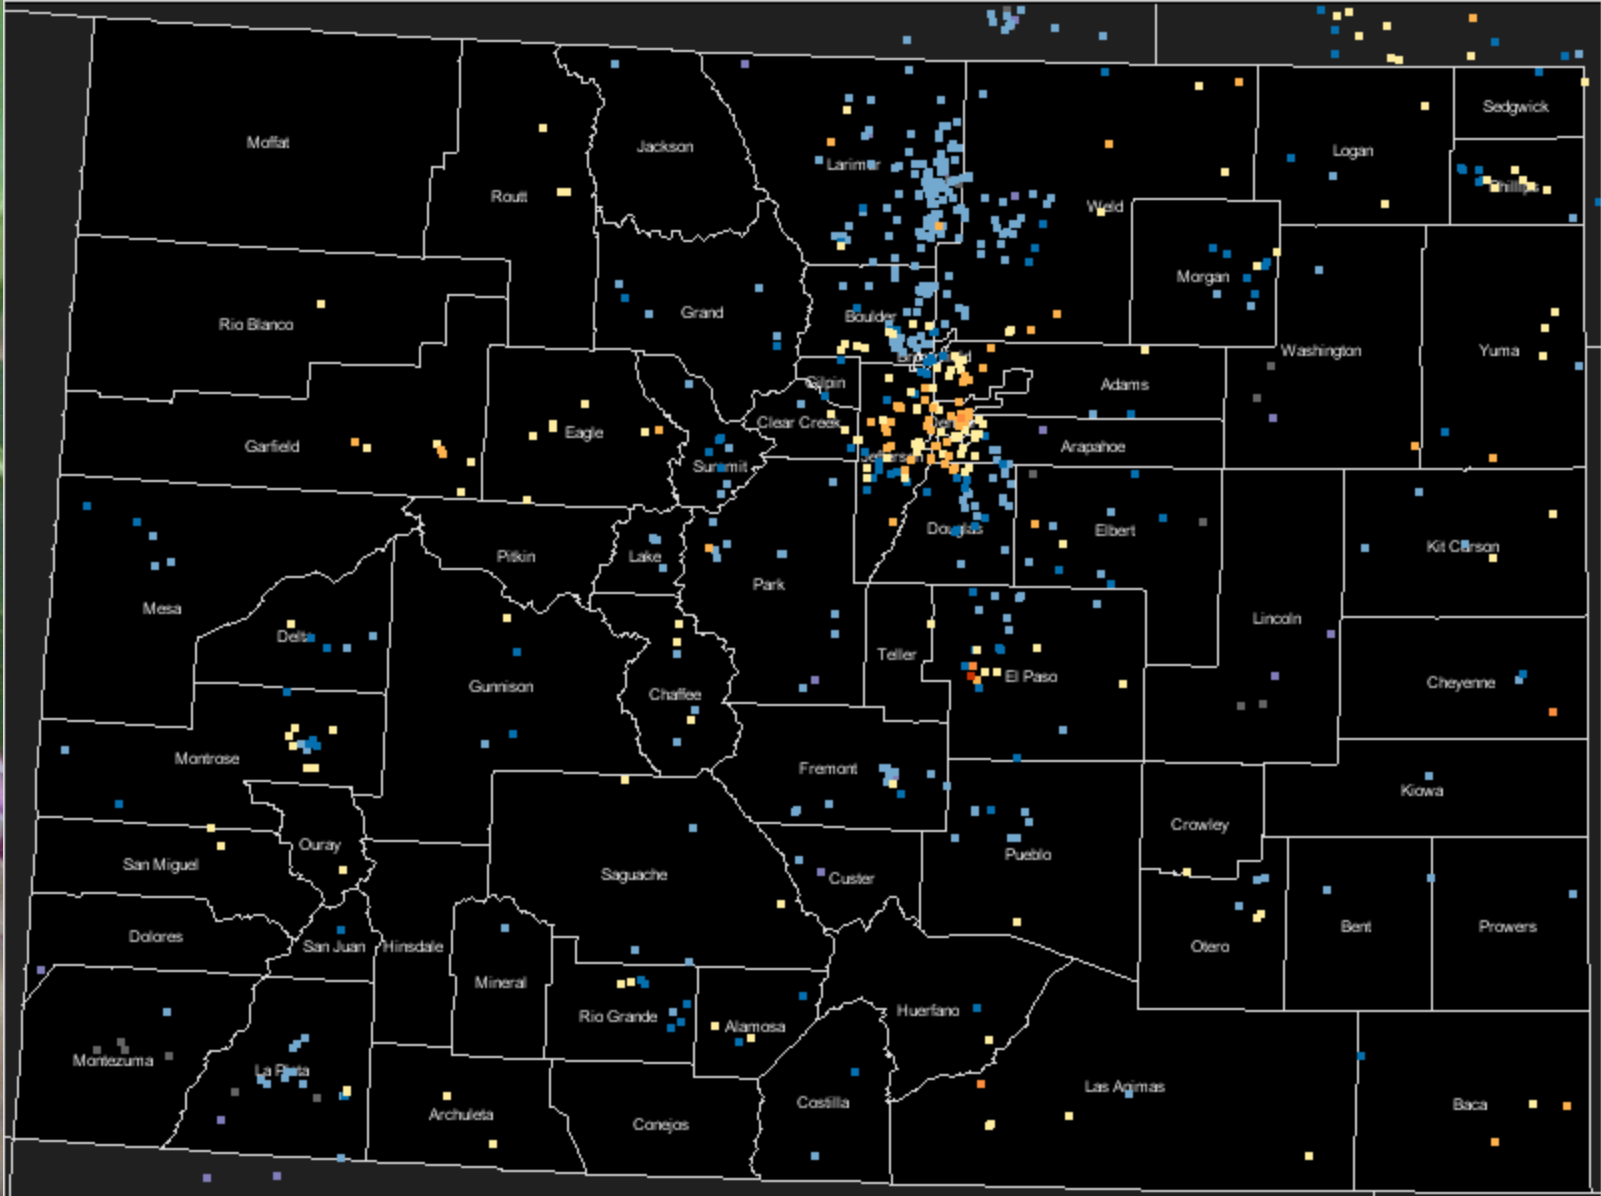 Sedgwick
Moffat
Jackson
Logan
Larimer
Phillips
Routt
Weld
Morgan
Grand
Boulder
Rio Blanco
Washington
Yuma
Broomfield
Gilpin
Adams
Clear Creek
Denver
Eagle
Garfield
Arapahoe
Jefferson
Summit
Douglas
Elbert
Kit Carson
Pitkin
Lake
Park
Mesa
Lincoln
Delta
Teller
El Paso
Cheyenne
Gunnison
Chaffee
Montrose
Fremont
Kiowa
Crowley
Ouray
Pueblo
San Miguel
Saguache
Custer
Bent
Prowers
Dolores
San Juan
Hinsdale
Otero
Mineral
Huerfano
Rio Grande
Alamosa
Montezuma
La Plata
Las Animas
Costilla
Baca
Archuleta
Conejos